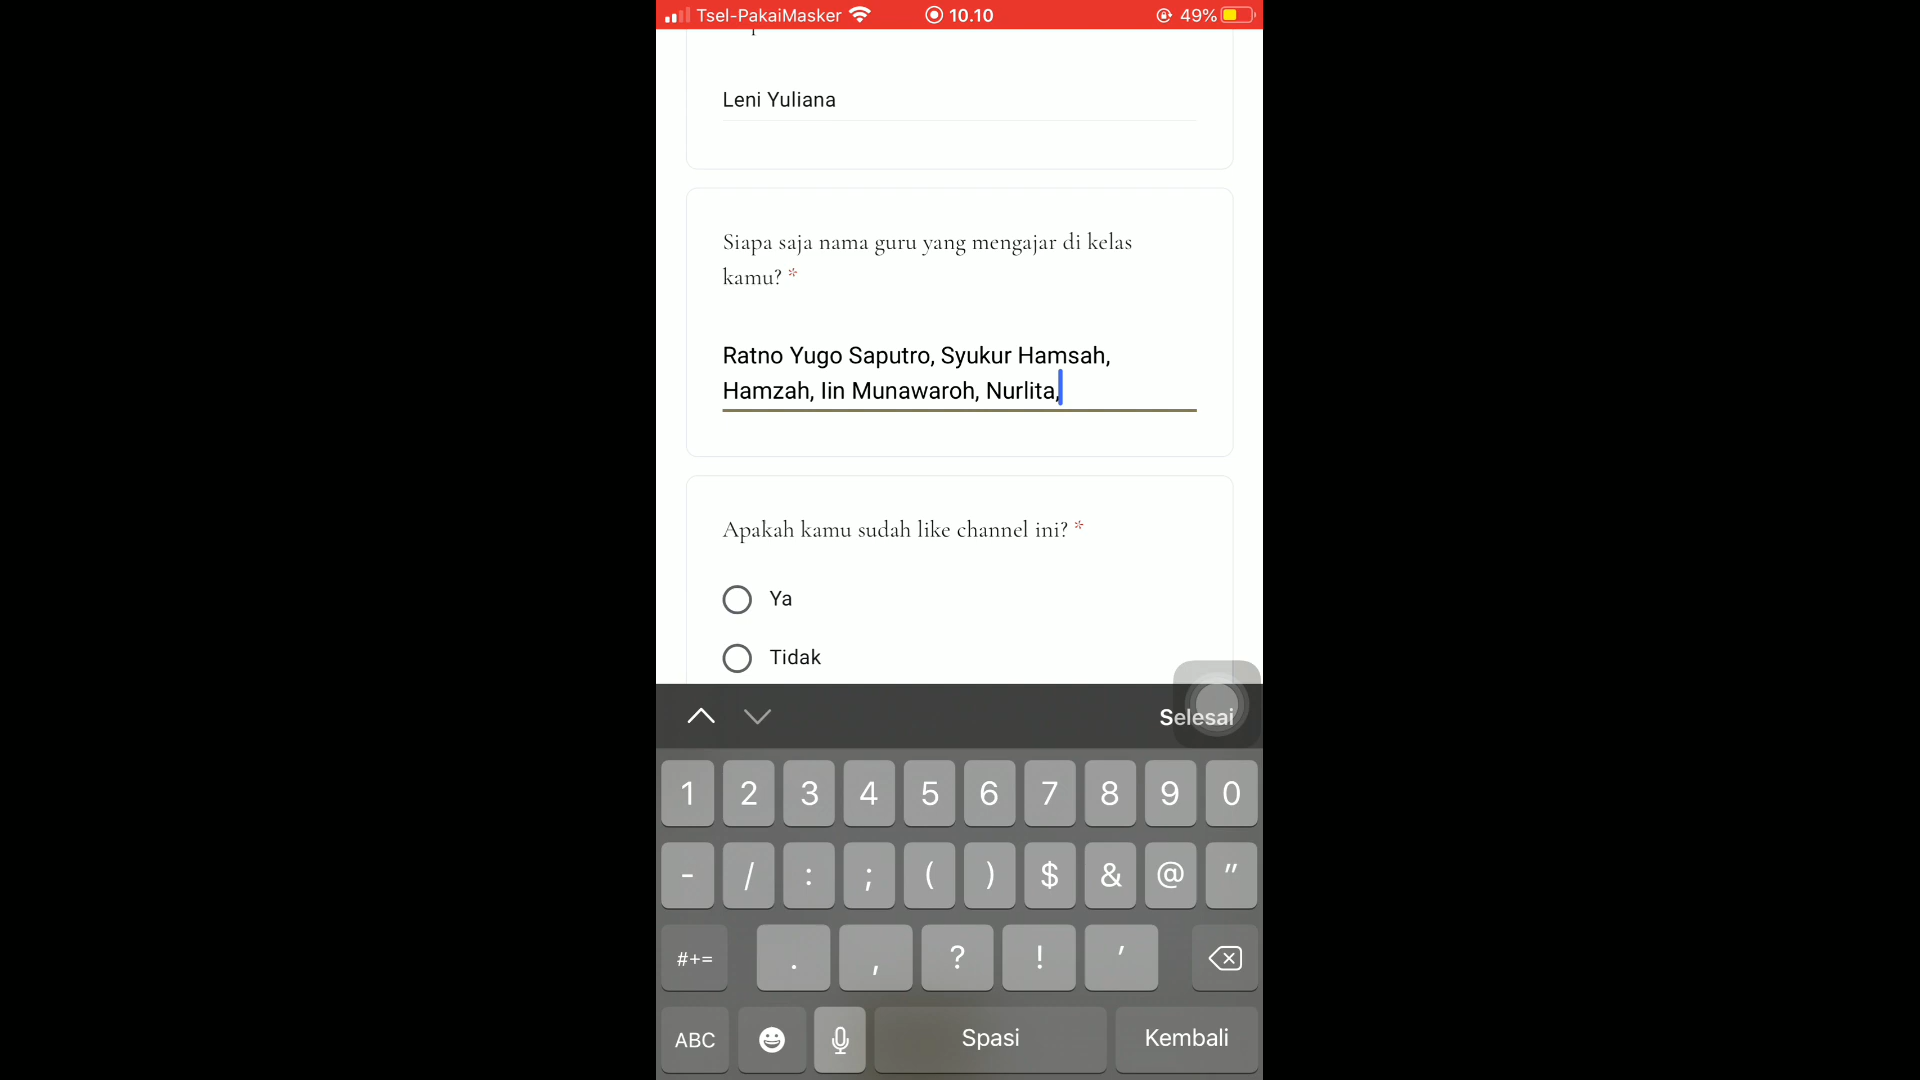 Tsel-PakaiMasker 10.10 49%
Leni Yuliana
Siapa saja nama guru yang mengajar di kelas
kamu? *
Ratno Yugo Saputro, Syukur Hamsah,
Hamzah, Iin Munawaroh, Nurlita,
Apakah kamu sudah like channel ini? *
Ya
Tidak
Selesai
1 2 3 4 5 6 7 8 9 0
- / : ; ( ) $ & @ "
#+= . , ? ! '
ABC Spasi Kembali